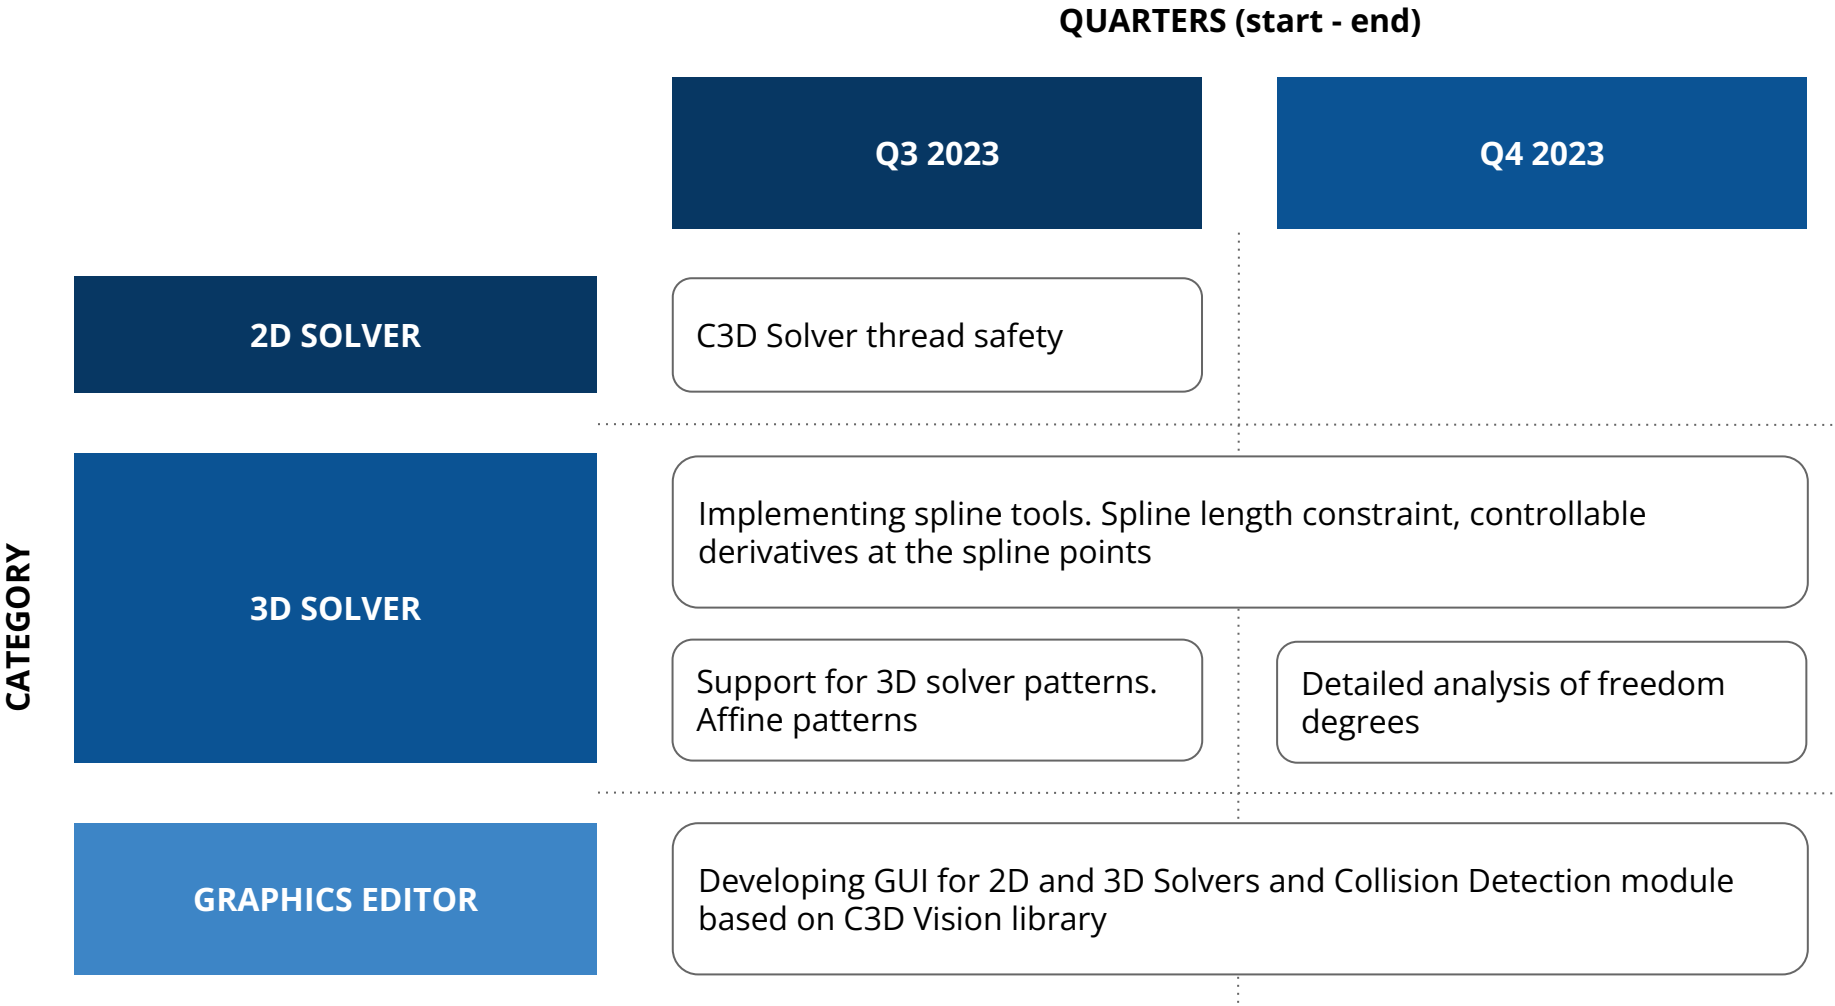 QUARTERS (start - end)
Q3 2023
Q4 2023
CATEGORY
2D SOLVER
C3D Solver thread safety
3D SOLVER
Implementing spline tools. Spline length constraint, controllable
derivatives at the spline points
Support for 3D solver patterns.
Affine patterns
Detailed analysis of freedom
degrees
GRAPHICS EDITOR
Developing GUI for 2D and 3D Solvers and Collision Detection module
based on C3D Vision library